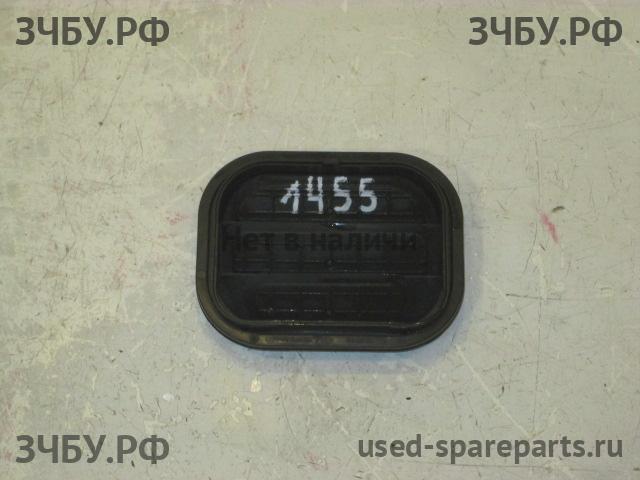 ЗЧБУ.РФ ЗЧБУ.РФ
1455
Нет в наличи
ЗЧБУ.РФ used-spareparts.ru